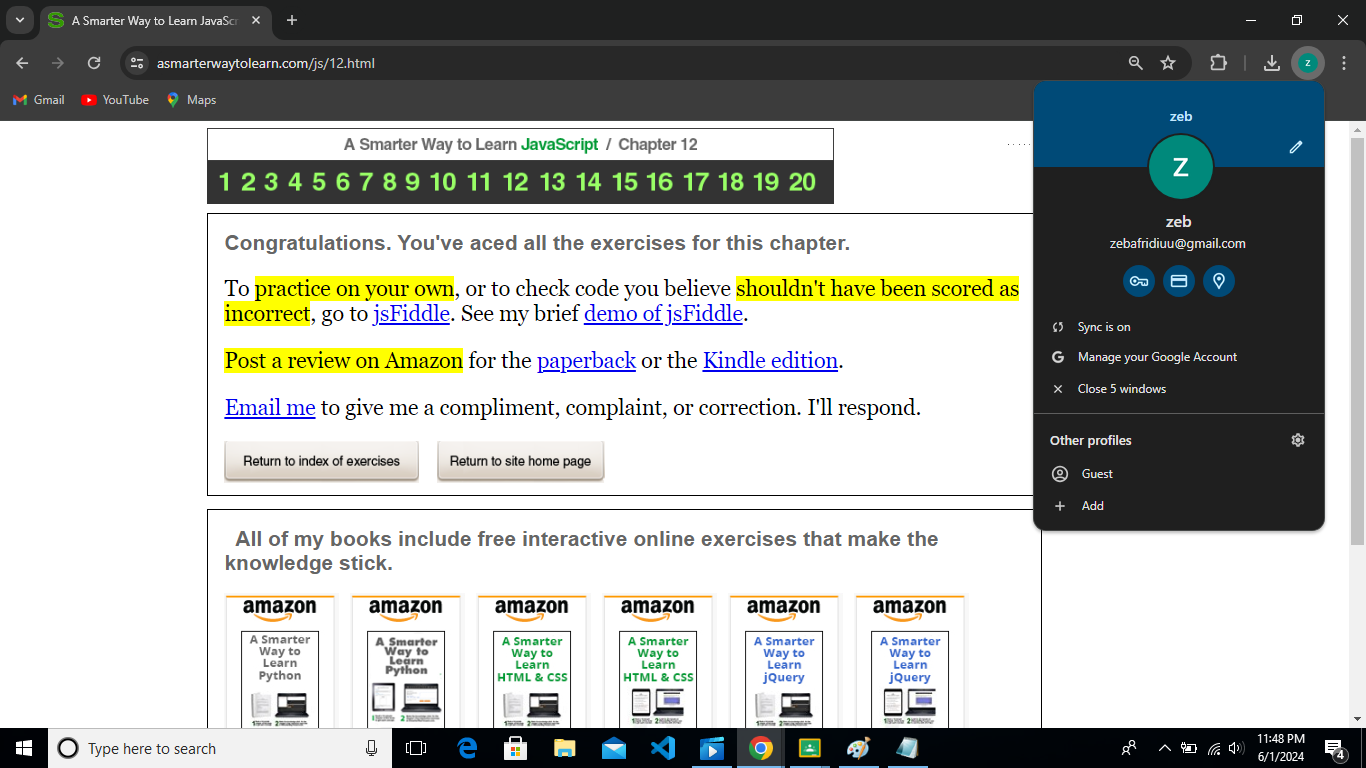 A Smarter Way to Learn JavaScr
asmarterwaytolearn.com/js/12.html
z
Gmail
YouTube
Maps
A Smarter Way to Learn JavaScript / Chapter 12
1 2 3 4 5 6 7 8 9 10 11 12 13 14 15 16 17 18 19 20
Congratulations. You've aced all the exercises for this chapter.
To practice on your own, or to check code you believe shouldn't have been scored as
incorrect, go to jsFiddle. See my brief demo of jsFiddle.
Post a review on Amazon for the paperback or the Kindle edition.
Email me to give me a compliment, complaint, or correction. I'll respond.
Return to index of exercises
Return to site home page
All of my books include free interactive online exercises that make the
knowledge stick.
amazon
A Smarter
Way to
Learn
Python
amazon
A Smarter
Way to
Learn
Python
amazon
A Smarter
Way to
Learn
HTML & CSS
amazon
A Smarter
Way to
Learn
HTML & CSS
amazon
A Smarter
Way to
Learn
jQuery
amazon
A Smarter
Way to
Learn
jQuery
zeb
Z
zeb
zebafridiuu@gmail.com
Sync is on
Manage your Google Account
Close 5 windows
Other profiles
Guest
Add
Type here to search
11:48 PM
6/1/2024
4